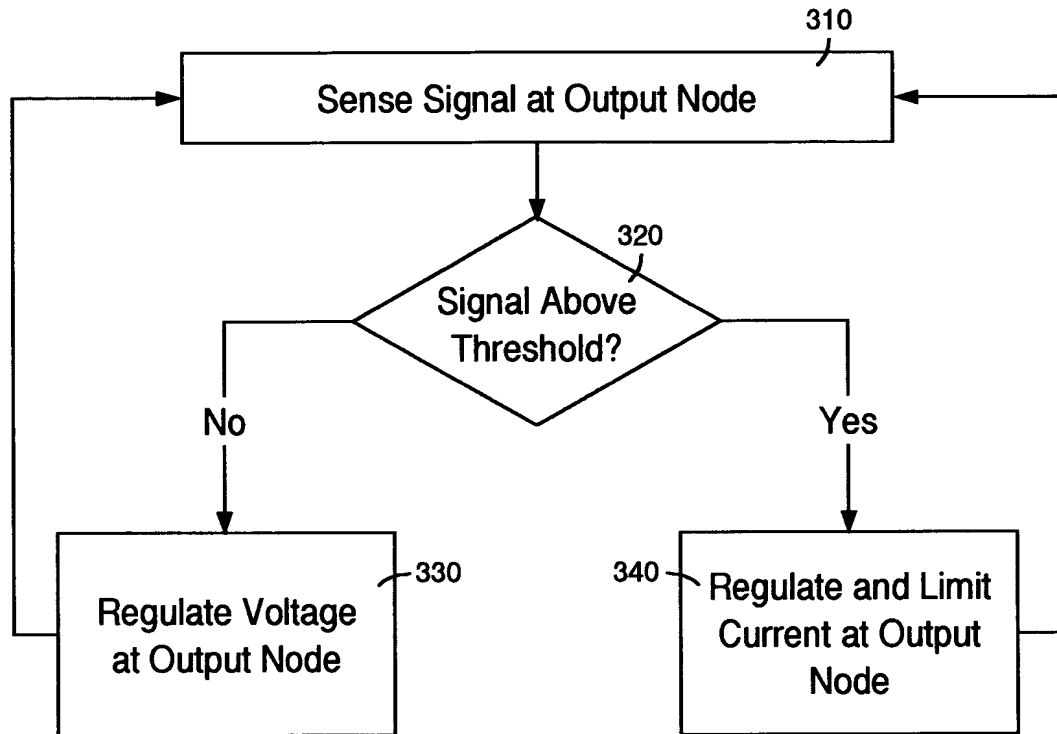 310
Sense Signal at Output Node
320
Signal Above
Threshold?
No
Yes
330
Regulate Voltage
at Output Node
340
Regulate and Limit
Current at Output
Node